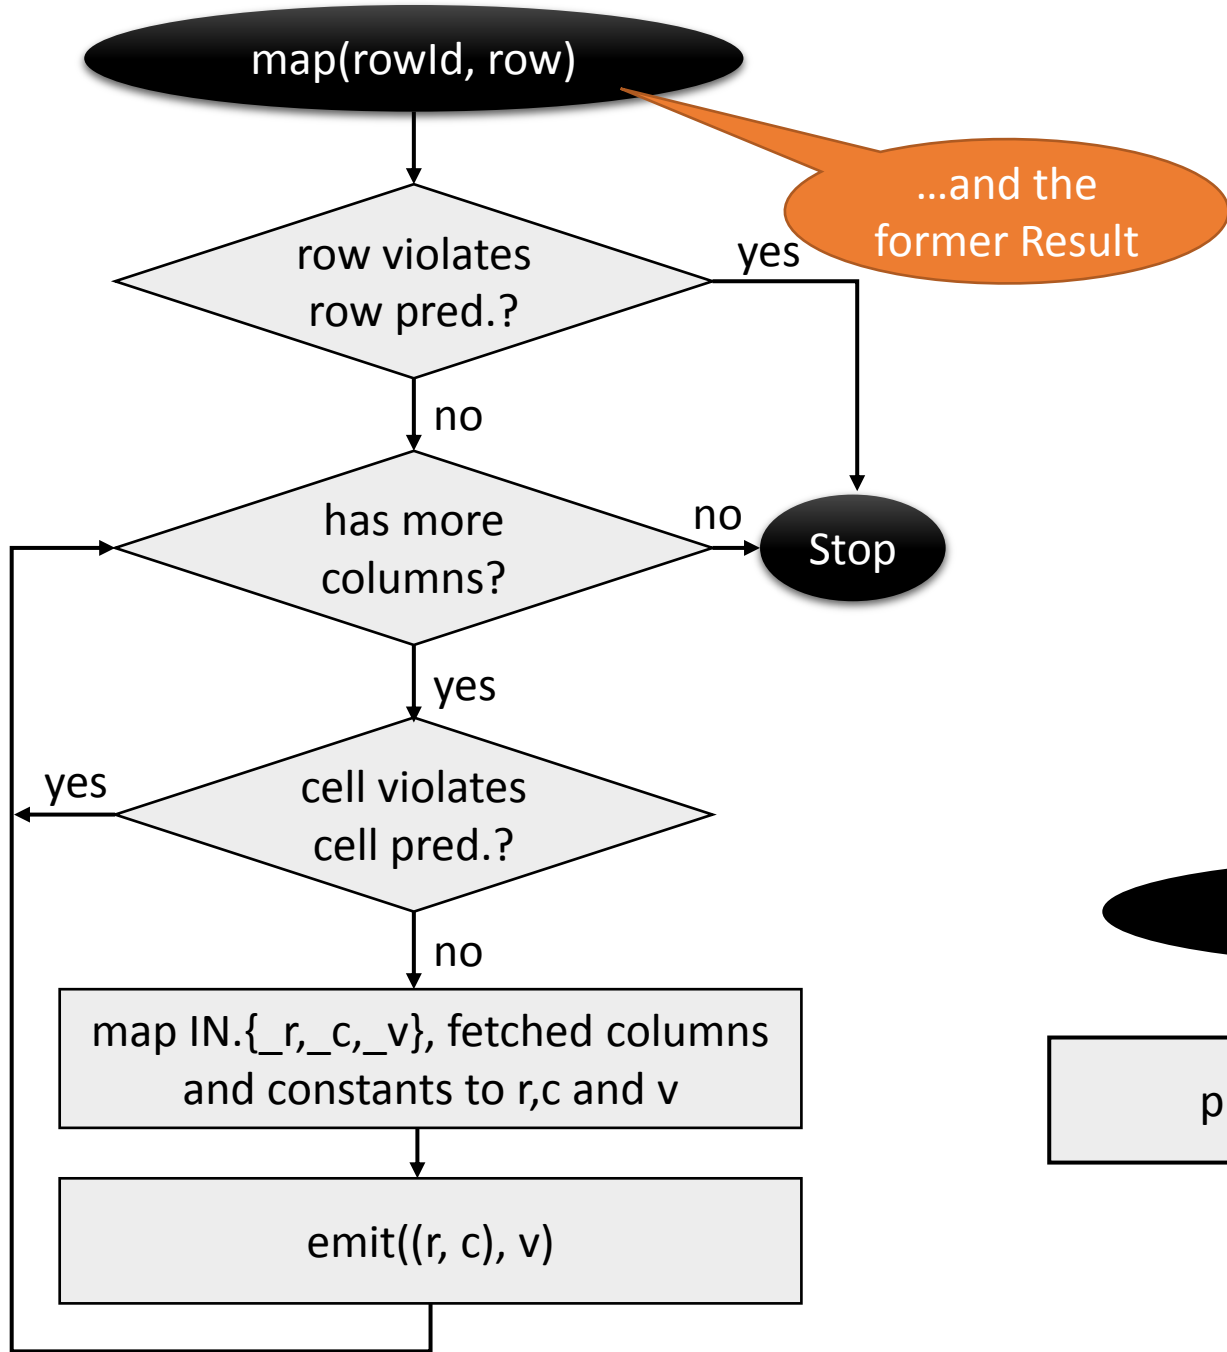 map(rowId, row)
…and the
former Result
row violates
row pred.?
yes
no
has more
columns?
no
Stop
yes
cell violates
cell pred.?
yes
no
map IN.{_r,_c,_v}, fetched columns
and constants to r,c and v
p
emit((r, c), v)